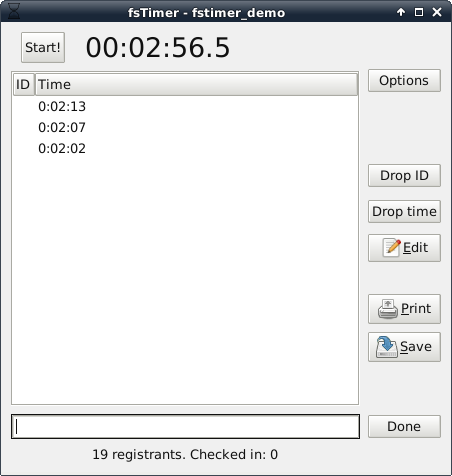 fsTimer - fstimer_demo
Start!
00:02:56.5
ID Time
0:02:13
0:02:07
0:02:02
Options
Drop ID
Drop time
Edit
Print
Save
Done
19 registrants. Checked in: 0